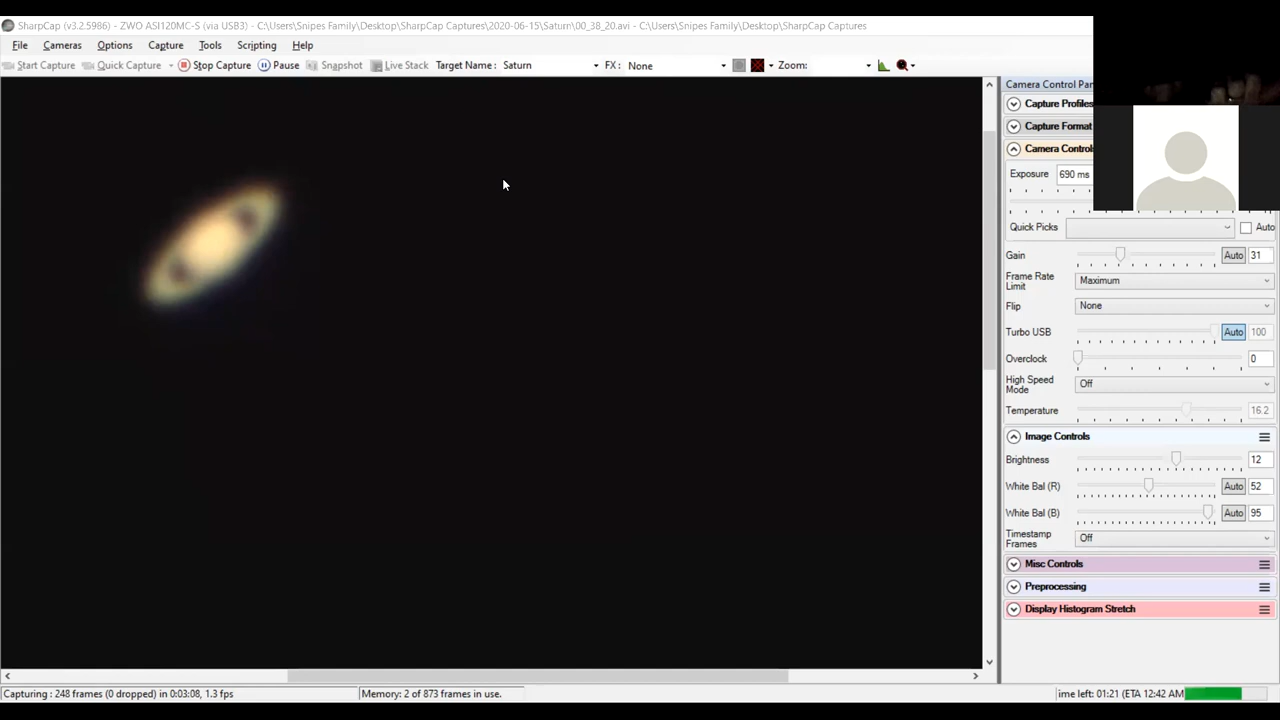 SharpCap (v3.2.5986) - ZWO ASI120MC-S (via USB3) - C:\Users\Snipes Family\Desktop\SharpCap Captures\2020-06-15\Saturn\00_38_20.avi - C:\Users\Snipes Family\Desktop\SharpCap Captures
File Cameras Options Capture Tools Scripting Help
Start Capture Quick Capture Stop Capture Pause Snapshot Live Stack Target Name : Saturn FX: None Zoom:
Camera Control Pan
Capture Profiles
Capture Format
Camera Controls
Exposure 690 ms
Quick Picks Auto
Gain Auto 31
Frame Rate Limit Maximum
Flip None
Turbo USB Auto 100
Overclock 0
High Speed Mode Off
Temperature 16.2
Image Controls
Brightness 12
White Bal (R) Auto 52
White Bal (B) Auto 95
Timestamp Frames Off
Misc Controls
Preprocessing
Display Histogram Stretch
Capturing : 248 frames (0 dropped) in 0:03:08, 1.3 fps Memory: 2 of 873 frames in use. ime left: 01:21 (ETA 12:42 AM